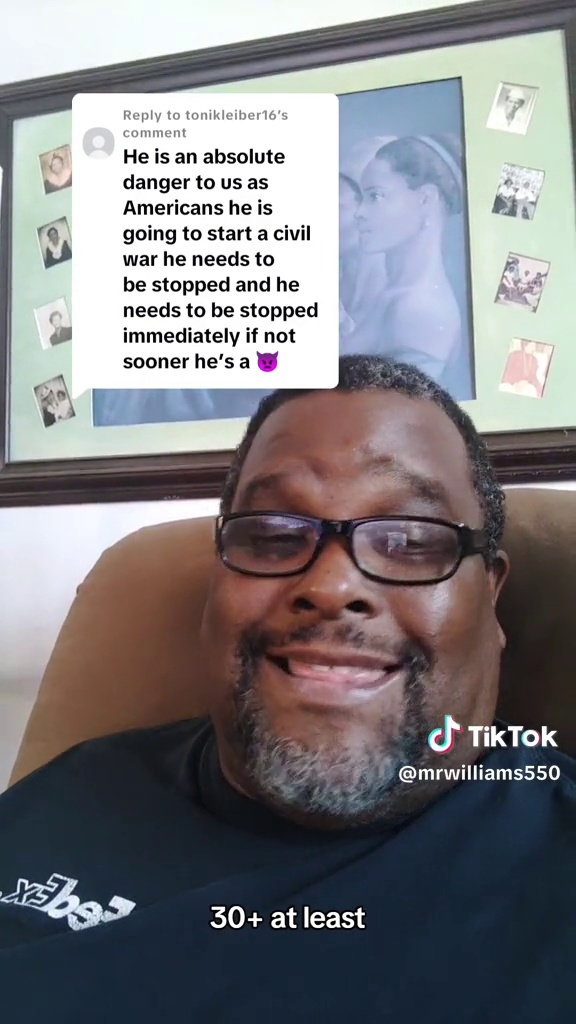 Reply to tonikleiber16's
comment
He is an absolute
danger to us as
Americans he is
going to start a civil
war he needs to
be stopped and he
needs to be stopped
immediately if not
sooner he's a 👿
TikTok
@mrwilliams550
FedEx
30+ at least